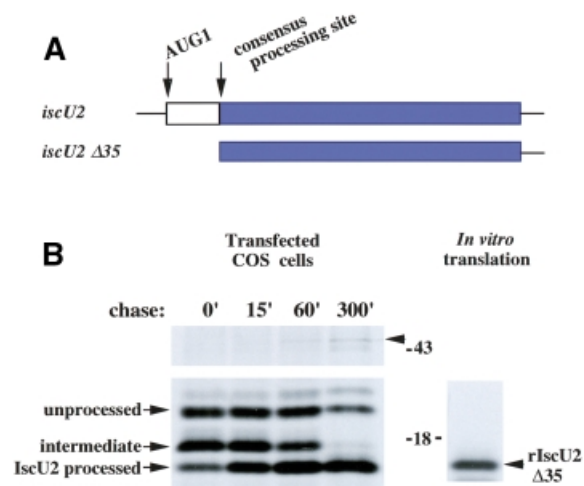 A
AUG1
consensus
processing site
iscU2
iscU2 Δ35
B
Transfected
COS cells
In vitro
translation
chase: 0' 15' 60' 300'
-43
unprocessed
intermediate
18 -
IscU2 processed
rIscU2
Δ35